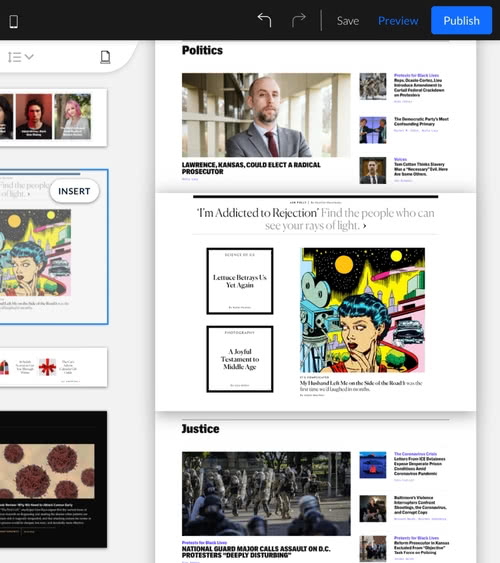 Save Preview Publish
INSERT
Find the people
rays of light. ›
Politics
LAWRENCE, KANSAS, COULD ELECT A RADICAL
PROSECUTOR
Protests for Black Lives
Reps. Ocasio-Cortez, Lieu
Introduce Amendment to
Curtail Federal Crackdown
on Protesters
The Democratic Party's Most
Confounding Primary
Voices
Tom Cotton Thinks Slavery
Was a "Necessary" Evil. Here
Are Some Others.
‘I'm Addicted to Rejection’ Find the people who can
see your rays of light. ›
SCIENCE OF US
Lettuce Betrays Us
Yet Again
PHOTOGRAPHY
A Joyful
Testament to
Middle Age
IT'S COMPLICATED
My Husband Left Me on the Side of the Road It was the
first time we'd laughed in months.
Justice
Protests for Black Lives
NATIONAL GUARD MAJOR CALLS ASSAULT ON D.C.
PROTESTERS “DEEPLY DISTURBING”
The Coronavirus Crisis
Letters From ICE Detainees
Expose Desperate Prison
Conditions Amid
Coronavirus Pandemic
Baltimore's Violence
Interrupters Confront
Shootings, the Coronavirus,
and Corrupt Cops
Protests for Black Lives
Reform Prosecutor in Kansas
Excluded From "Objective"
Task Force on Policing